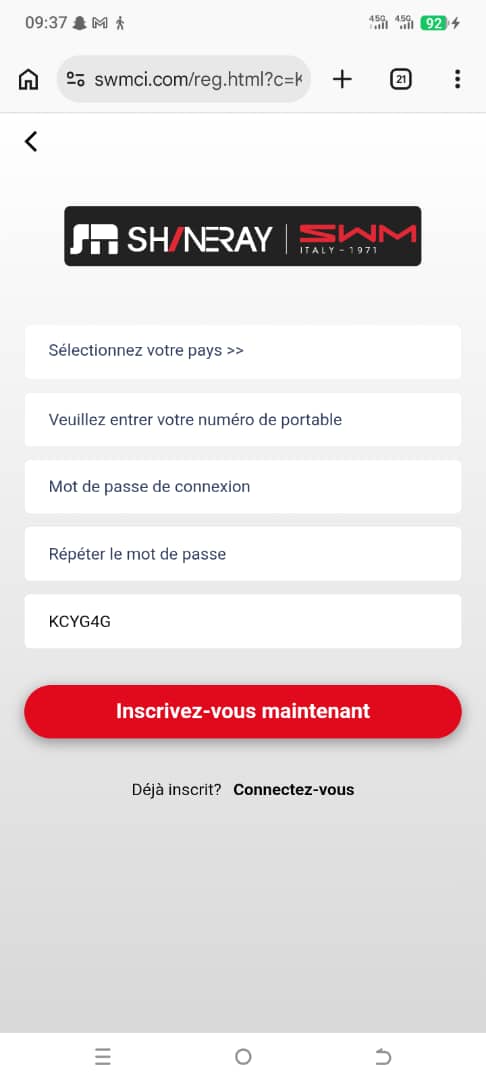 09:37
92
swmci.com/reg.html?c=K
21
SHINERAY
SWM
ITALY - 1971
Sélectionnez votre pays >>
Veuillez entrer votre numéro de portable
Mot de passe de connexion
Répéter le mot de passe
KCYG4G
Inscrivez-vous maintenant
Déjà inscrit? Connectez-vous